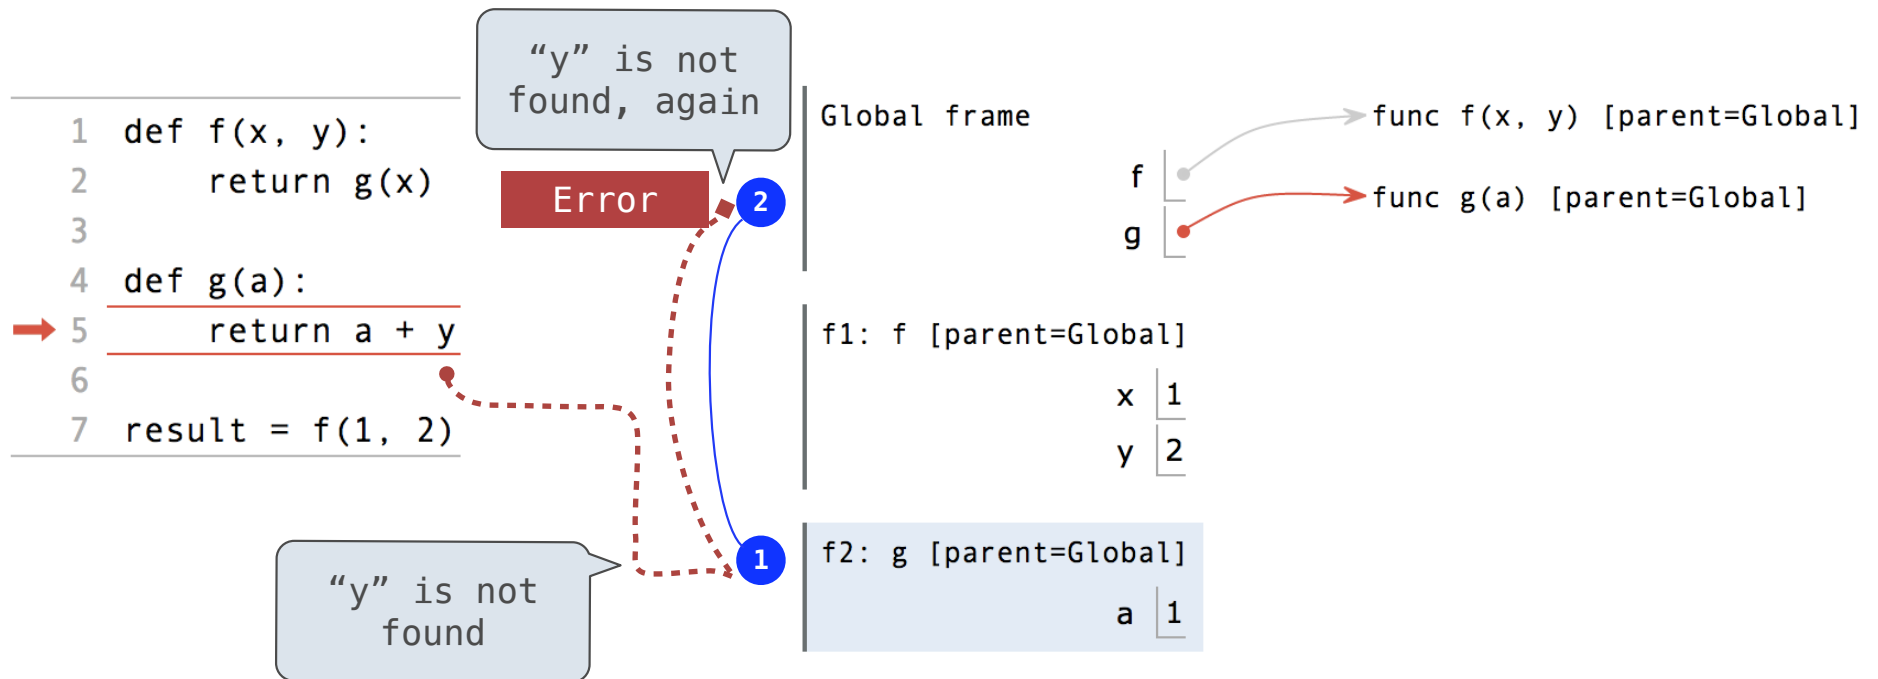 “y” is not
found, again
1 def f(x, y):
2 return g(x)
3
4 def g(a):
5 return a + y
6
7 result = f(1, 2)
Error
2
“y” is not
found
1
Global frame
f
g
func f(x, y) [parent=Global]
func g(a) [parent=Global]
f1: f [parent=Global]
x 1
y 2
f2: g [parent=Global]
a 1